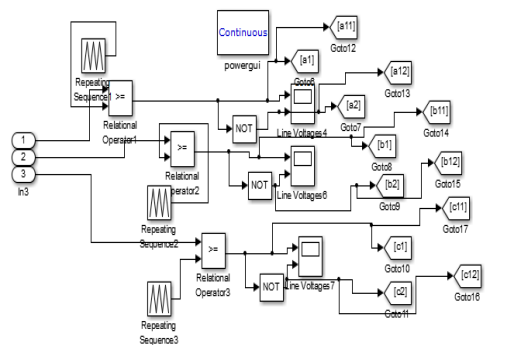 Continuous
powergui
[a11]
Goto12
[a1]
Goto6
[a12]
Goto13
Repeating
Sequence1
>=
Relational
Operator1
NOT
Line Voltages4
[a2]
Goto7
[b11]
Goto14
1
2
3
In3
>=
Relational
perator2
NOT
Line Voltages6
[b1]
Goto8
[b12]
Goto15
[b2]
Goto9
Repeating
Sequence2
[c11]
Goto17
>=
Relational
Operator3
NOT
Line Voltages7
[c1]
Goto10
[c12]
Goto16
[c2]
Goto11
Repeating
Sequence3